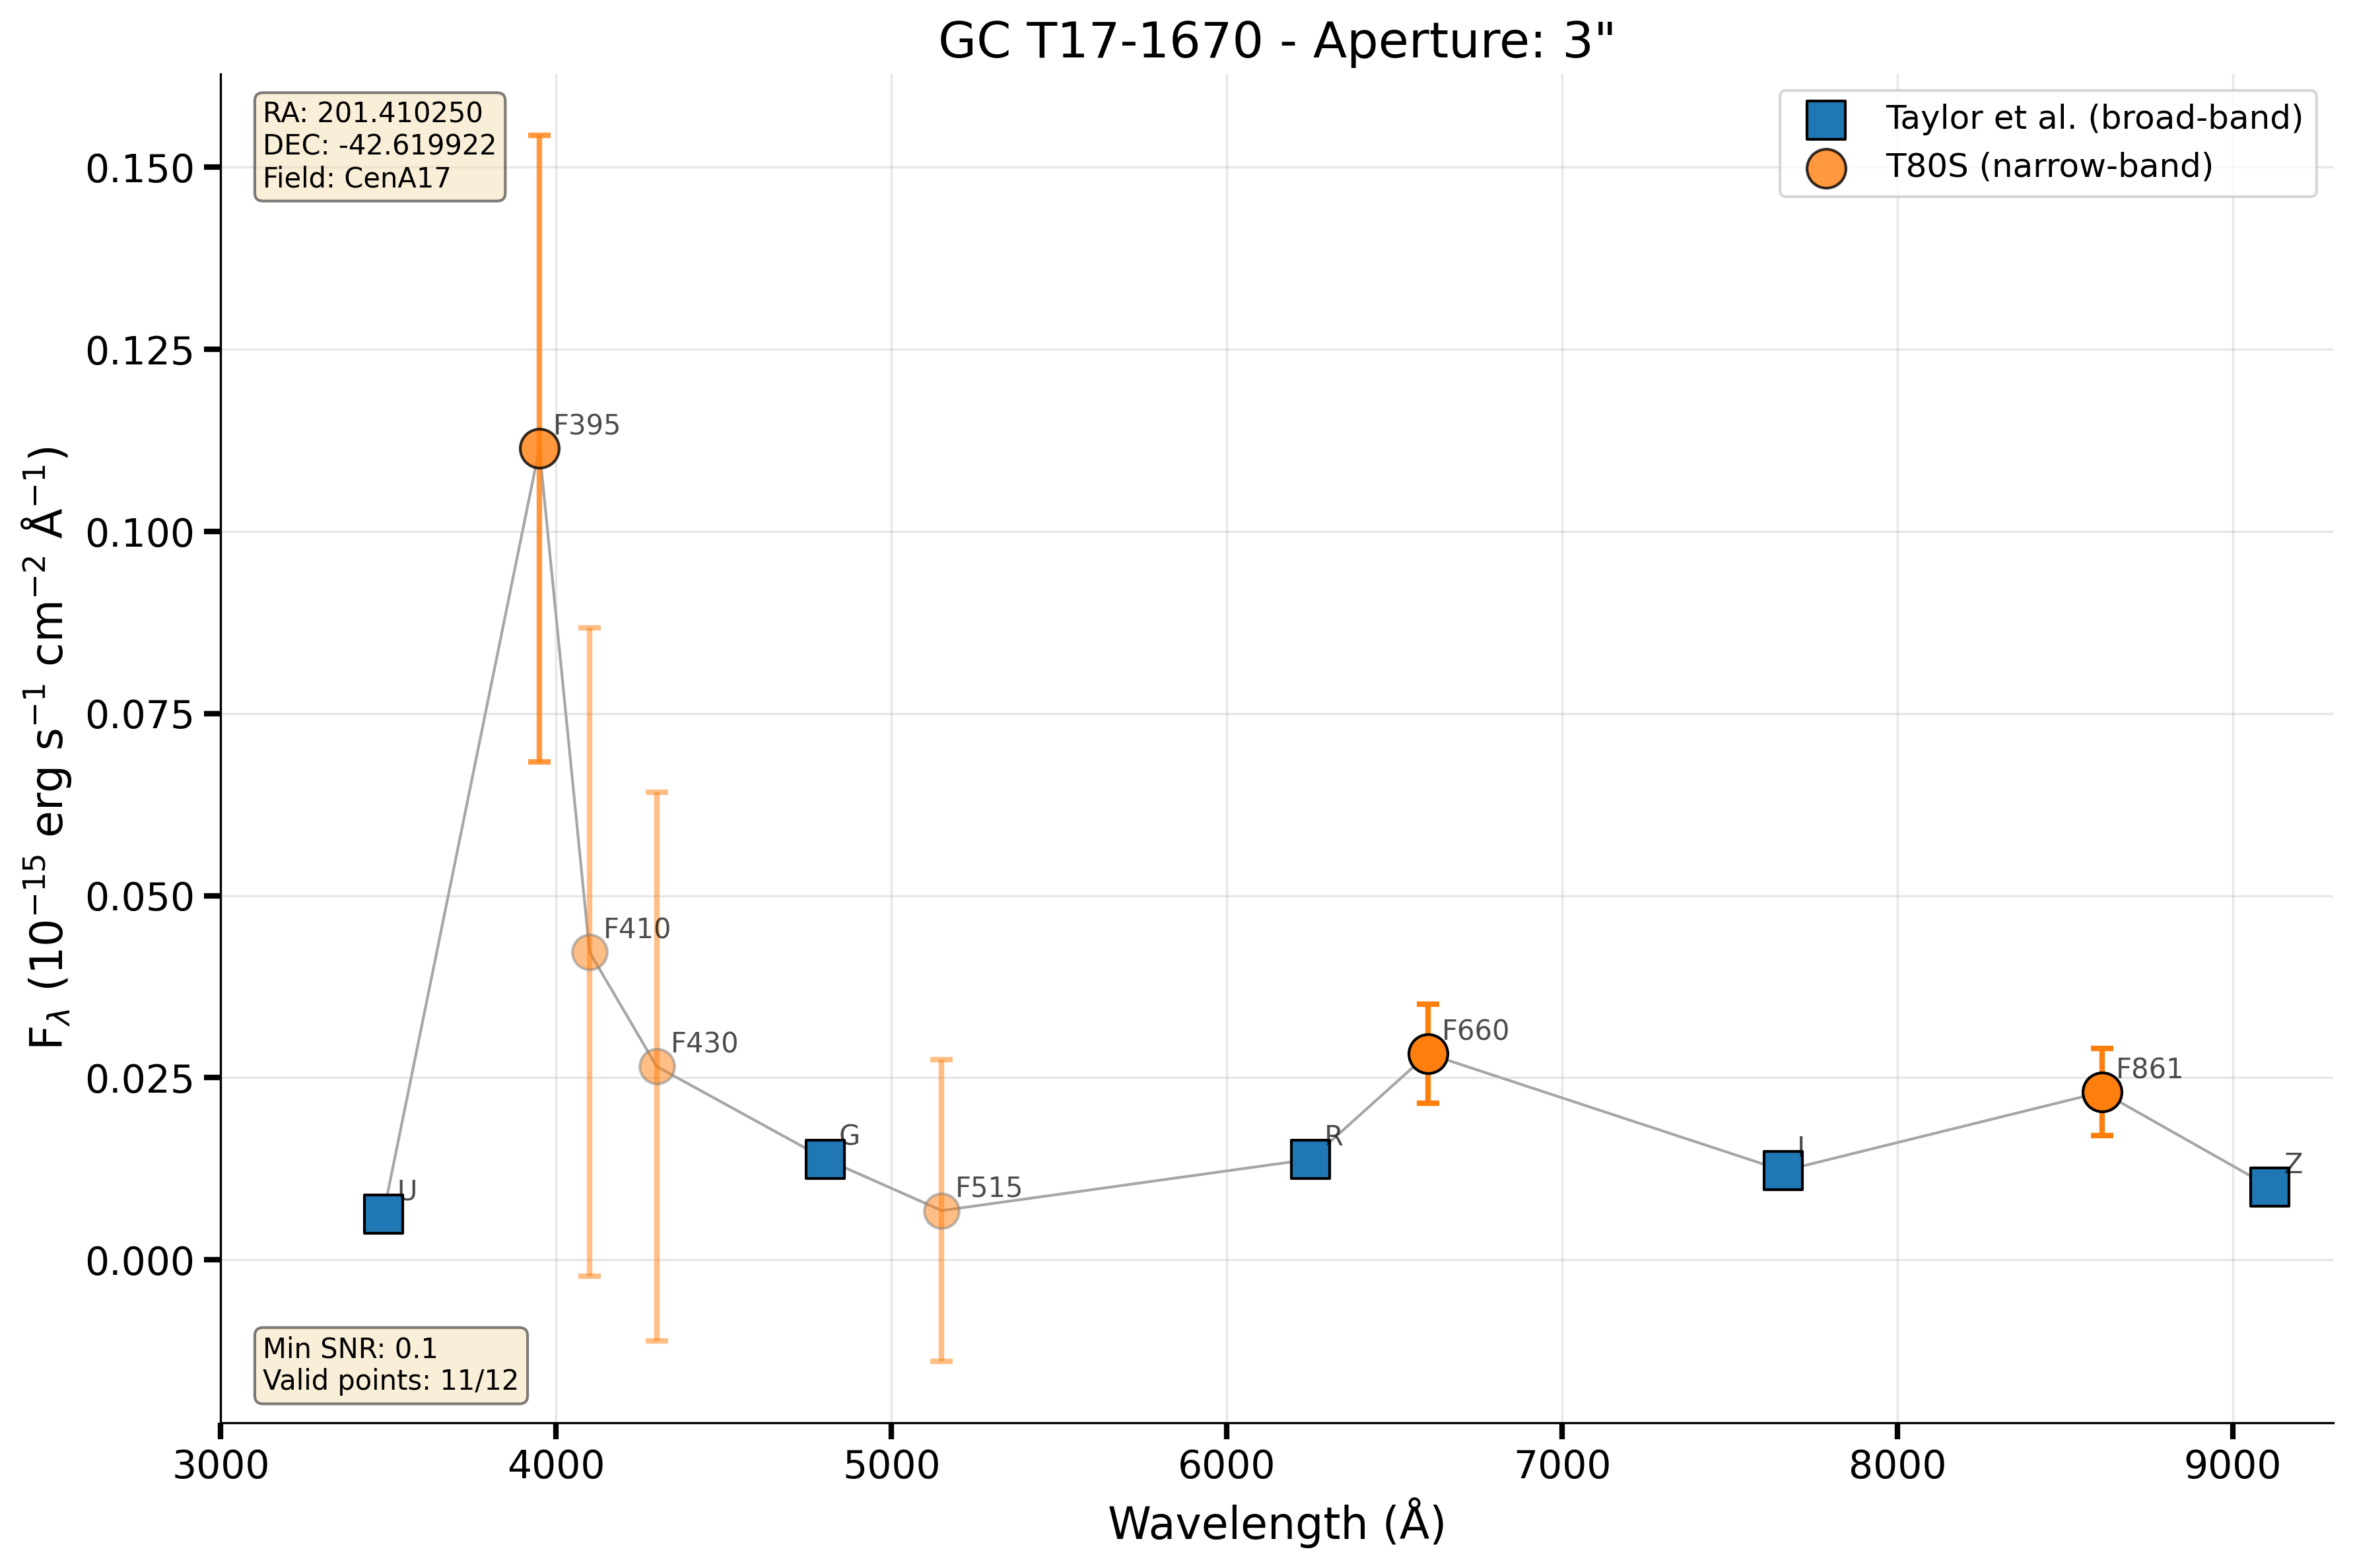 GC T17-1670 - Aperture: 3"
RA: 201.410250
DEC: -42.619922
Field: CenA17
Taylor et al. (broad-band)
T80S (narrow-band)
0.150
0.125
0.100
0.075
0.050
0.025
0.000
F$_\lambda$ (10$^{-15}$ erg s$^{-1}$ cm$^{-2}$ Å$^{-1}$)
F395
F410
F430
F660
F861
G
R
I
Z
U
F515
Min SNR: 0.1
Valid points: 11/12
3000 4000 5000 6000 7000 8000 9000
Wavelength (Å)